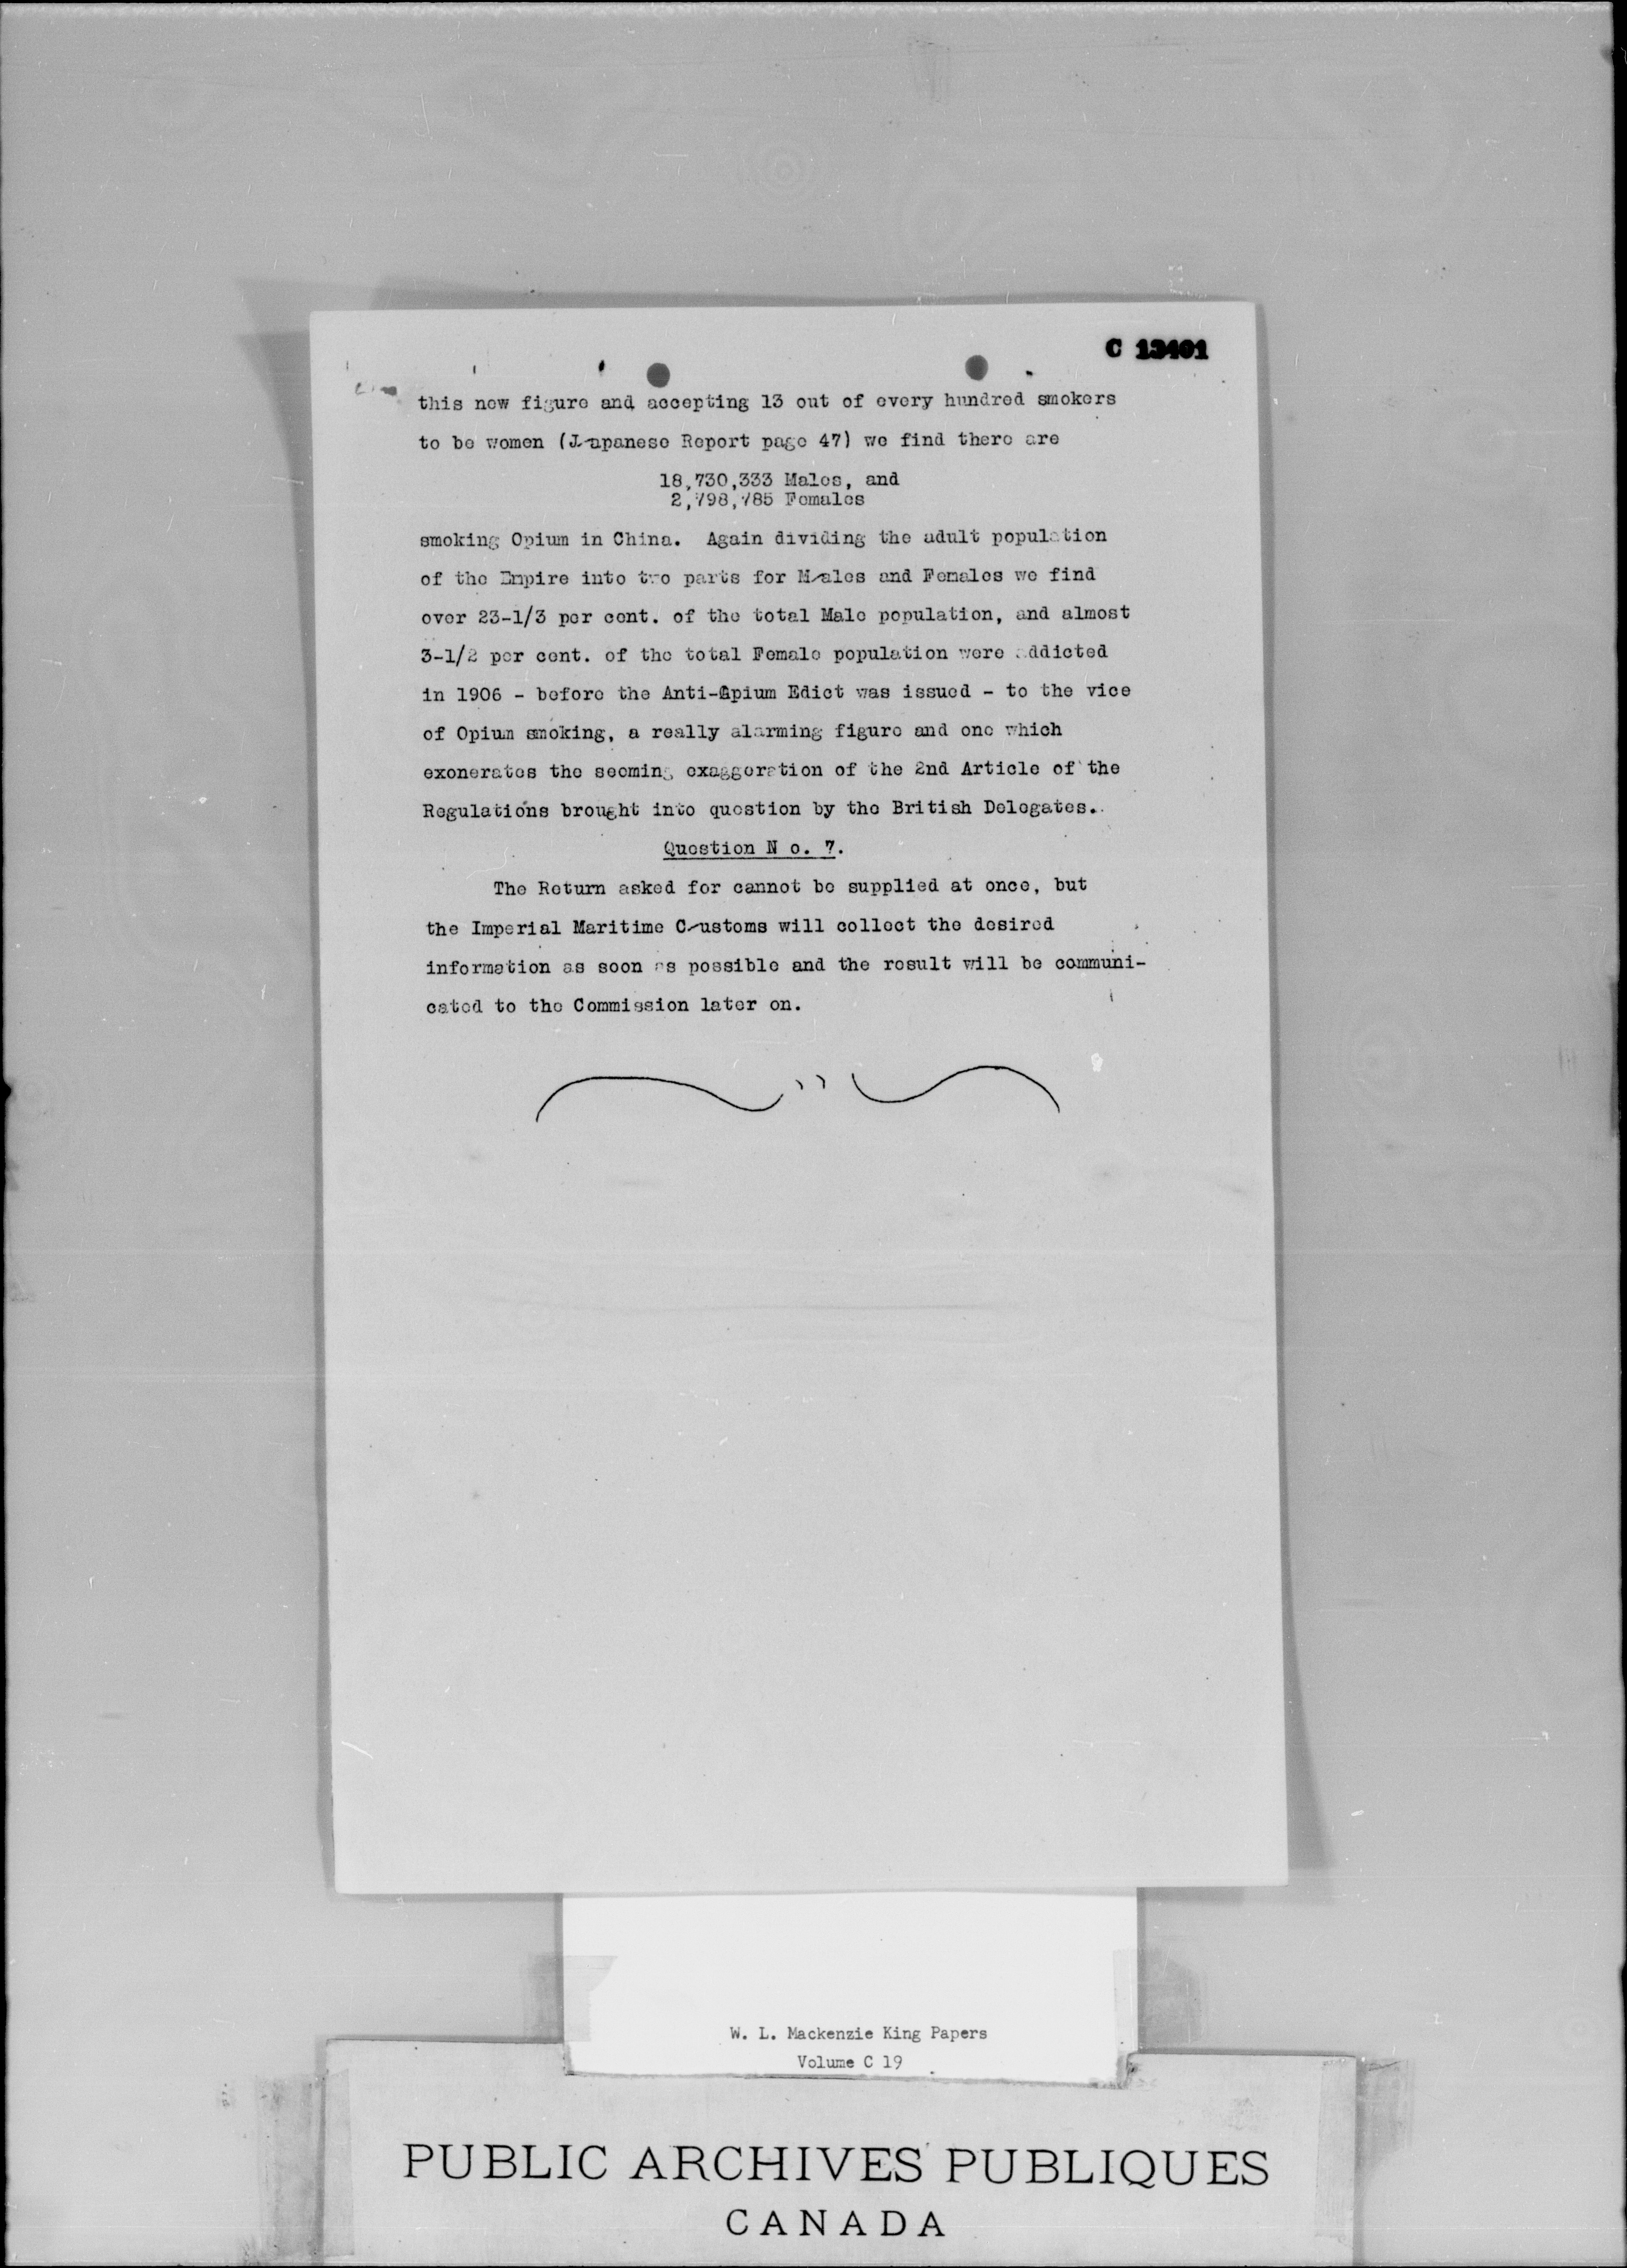 C 13401
this new figure and accepting 13 out of every hundred smokers
to be women (Japanese Report page 47) we find there are
18,730,333 Males, and
2,798,785 Females
smoking Opium in China. Again dividing the adult population
of the Empire into two parts for Males and Females we find
over 23-1/3 per cent. of the total Male population, and almost
3-1/2 per cent. of the total Female population were addicted
in 1906 - before the Anti-Opium Edict was issued - to the vice
of Opium smoking, a really alarming figure and one which
exonerates the seeming exaggeration of the 2nd Article of the
Regulations brought into question by the British Delegates.
Question N o. 7.
The Return asked for cannot be supplied at once, but
the Imperial Maritime Customs will collect the desired
information as soon as possible and the result will be communi-
cated to the Commission later on.
W. L. Mackenzie King Papers
Volume C 19
PUBLIC ARCHIVES PUBLIQUES
CANADA